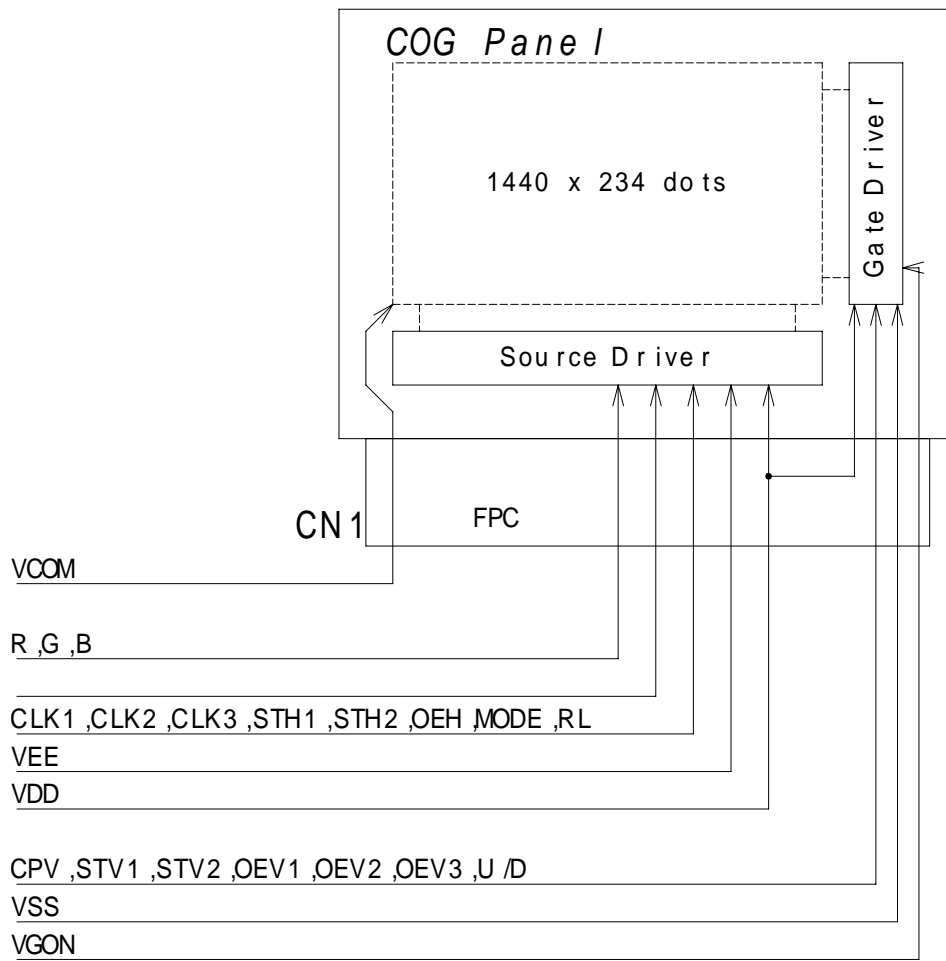 COG Panel
1440 x 234 dots
Gate Driver
Source Driver
CN1
FPC
VCOM
R ,G ,B
CLK1 ,CLK2 ,CLK3 ,STH1 ,STH2 ,OEH ,MODE ,RL
VEE
VDD
CPV ,STV1 ,STV2 ,OEV1 ,OEV2 ,OEV3 ,U /D
VSS
VGON